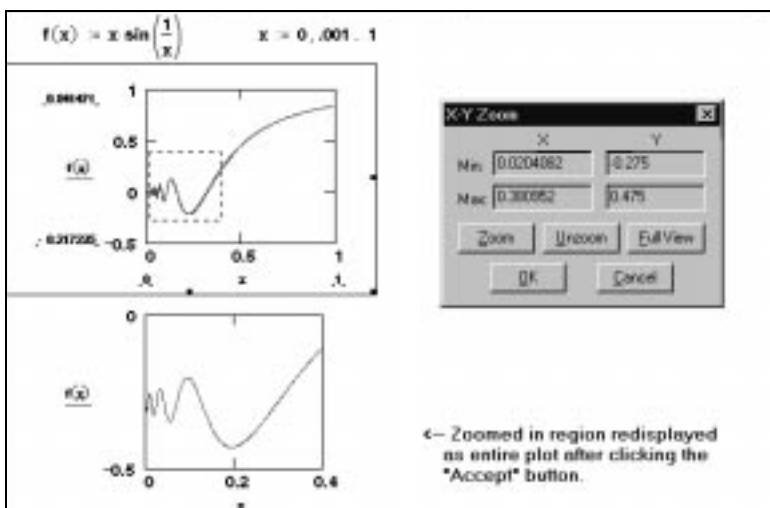 f(x) := x sin(1/x)    x := 0, .001 .. 1
1
0.5
f(x)
0
-0.5
0 0.5 1
x
0 1
X-Y Zoom
X Y
Min: 0.0204082 -0.275
Max: 0.380952 0.475
Zoom Unzoom Full View
OK Cancel
0
f(x)
-0.5
0 0.2 0.4
x
<-- Zoomed in region redisplayed
as entire plot after clicking the
"Accept" button.